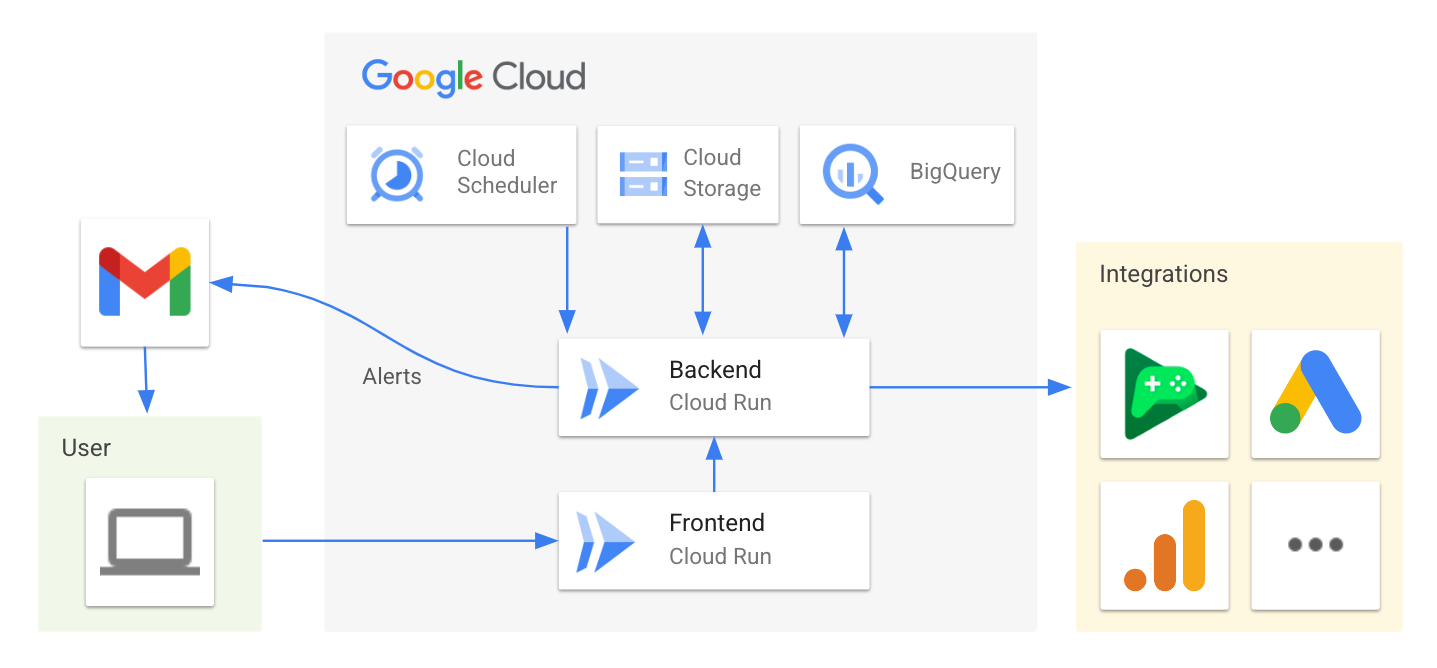 Google Cloud
Cloud
Scheduler
Cloud
Storage
BigQuery
Integrations
Alerts
Backend
Cloud Run
User
Frontend
Cloud Run